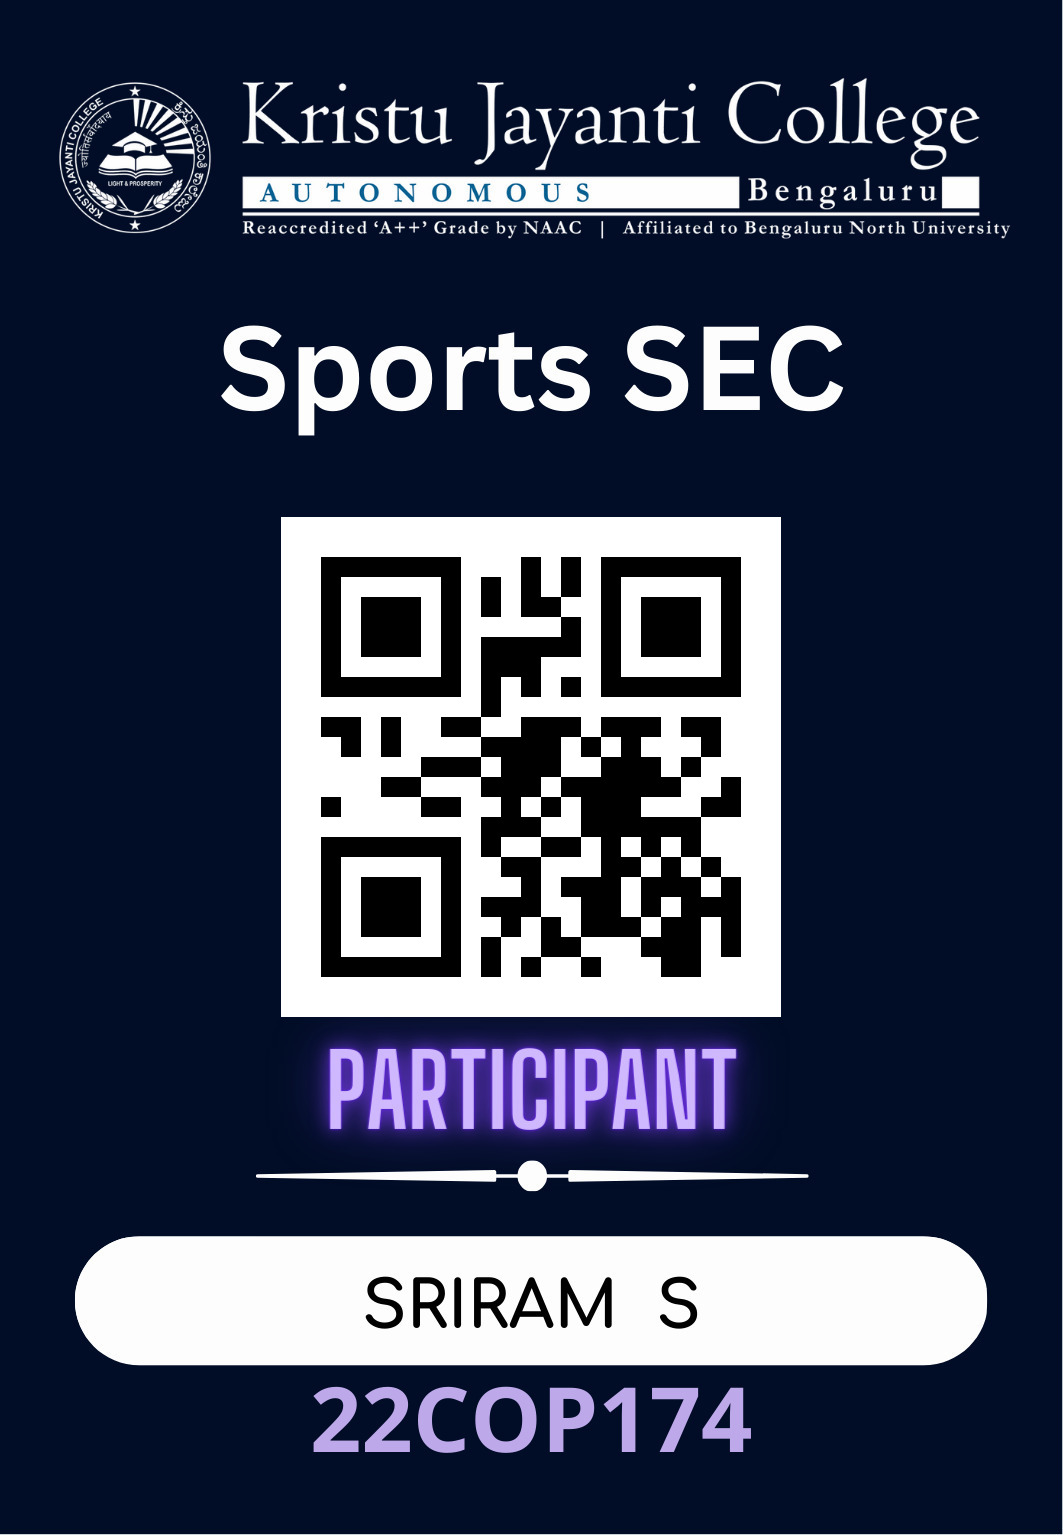 Kristu Jayanti College
AUTONOMOUS Bengaluru
Reaccredited ‘A++’ Grade by NAAC | Affiliated to Bengaluru North University
KRISTU JAYANTI COLLEGE
LIGHT & PROSPERITY
Sports SEC
PARTICIPANT
SRIRAM S
22COP174